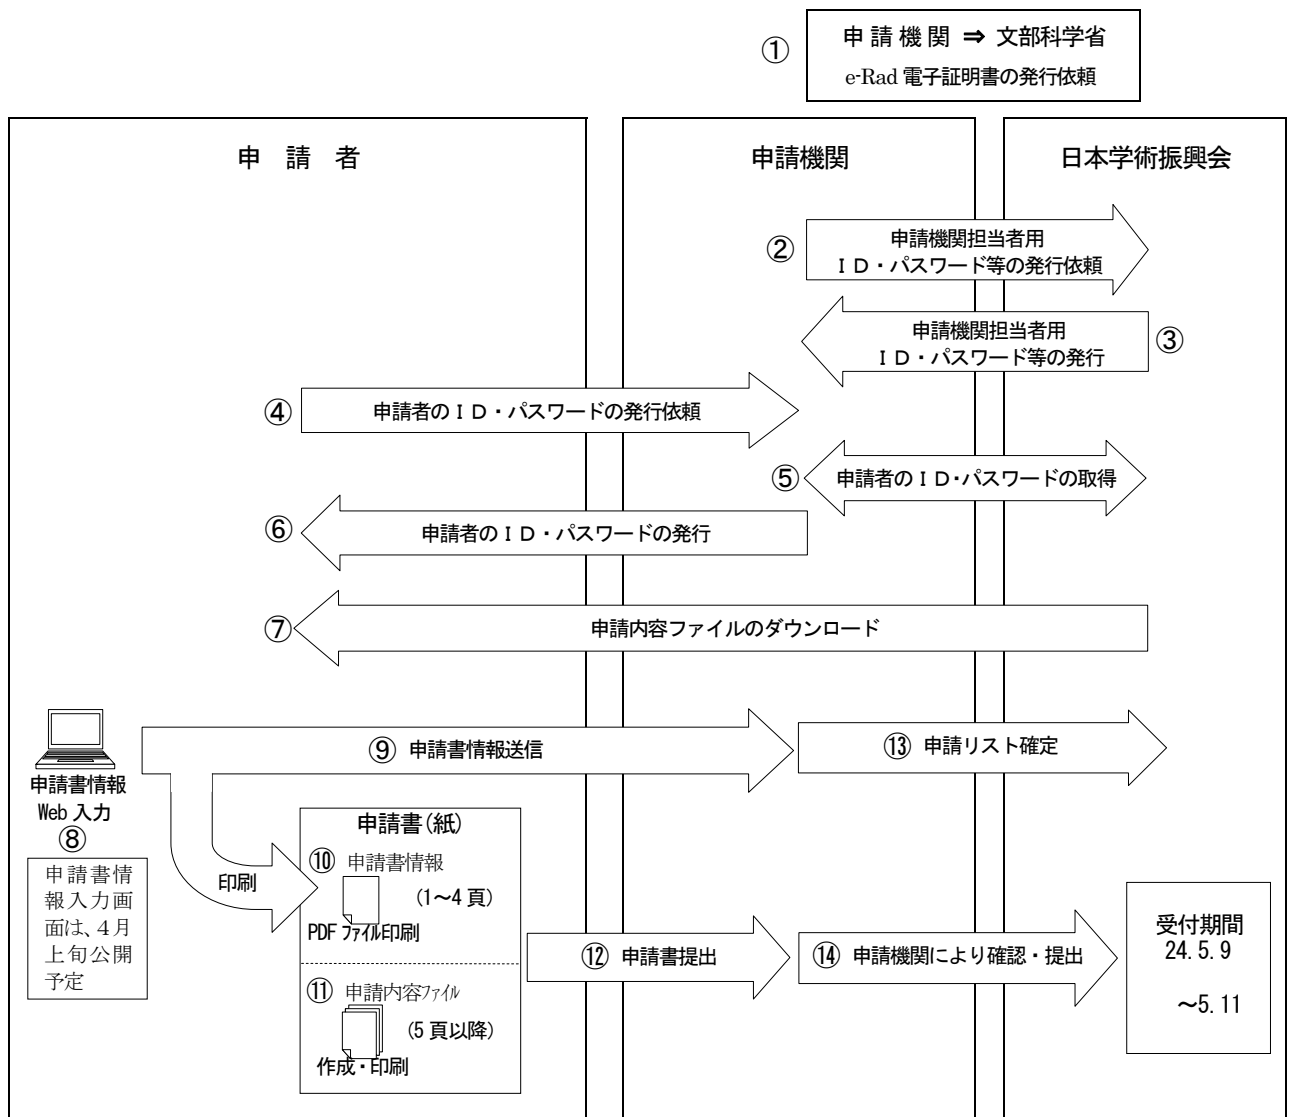 ①
申 請 機 関 ⇒ 文部科学省
e-Rad 電子証明書の発行依頼
申 請 者
申請機関
日本学術振興会
②
申請機関担当者用
ＩＤ・パスワード等の発行依頼
申請機関担当者用
ＩＤ・パスワード等の発行
③
④
申請者のＩＤ・パスワードの発行依頼
⑤
申請者のＩＤ・パスワードの取得
⑥
申請者のＩＤ・パスワードの発行
⑦
申請内容ファイルのダウンロード
⑨ 申請書情報送信
⑬ 申請リスト確定
申請書情報
Web 入力
⑧
申請書情
報入力画
面は、４月
上旬公開
予定
印刷
申請書（紙）
⑩ 申請書情報
（1～4 頁）
PDF ファイル印刷
⑪ 申請内容ファイル
（5 頁以降）
作成・印刷
⑫ 申請書提出
⑭ 申請機関により確認・提出
受付期間
24.5.9
～5.11